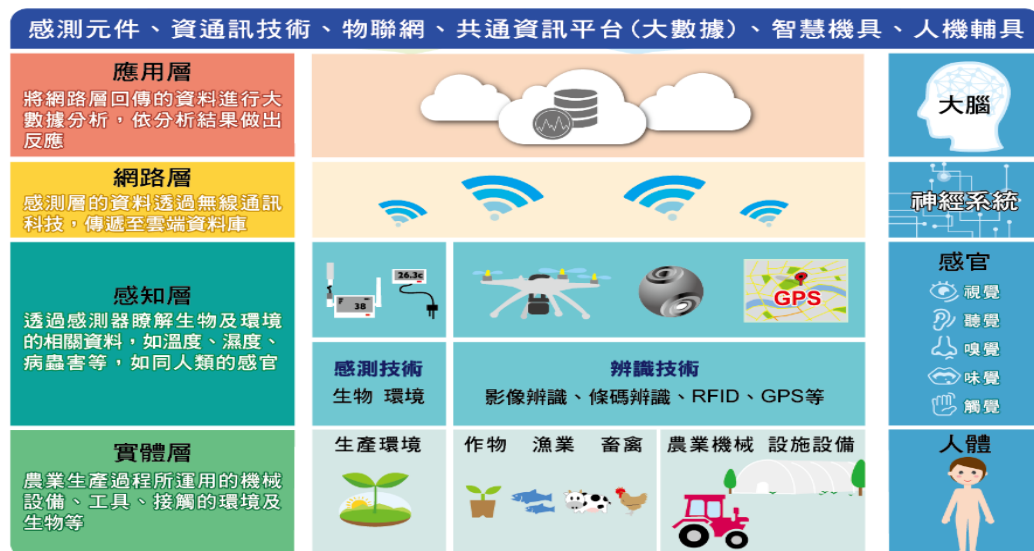 感測元件、資通訊技術、物聯網、共通資訊平台(大數據)、智慧機具、人機輔具
應用層
將網路層回傳的資料進行大
數據分析，依分析結果做出
反應
大腦
網路層
感測層的資料透過無線通訊
科技，傳遞至雲端資料庫
神經系統
感知層
透過感測器瞭解生物及環境
的相關資料，如溫度、濕度、
病蟲害等，如同人類的感官
38
26.3c
GPS
感測技術
生物 環境
辨識技術
影像辨識、條碼辨識、RFID、GPS等
感官
視覺
聽覺
嗅覺
味覺
觸覺
實體層
農業生產過程所運用的機械
設備、工具、接觸的環境及
生物等
生產環境
作物 漁業 畜禽
農業機械 設施設備
人體